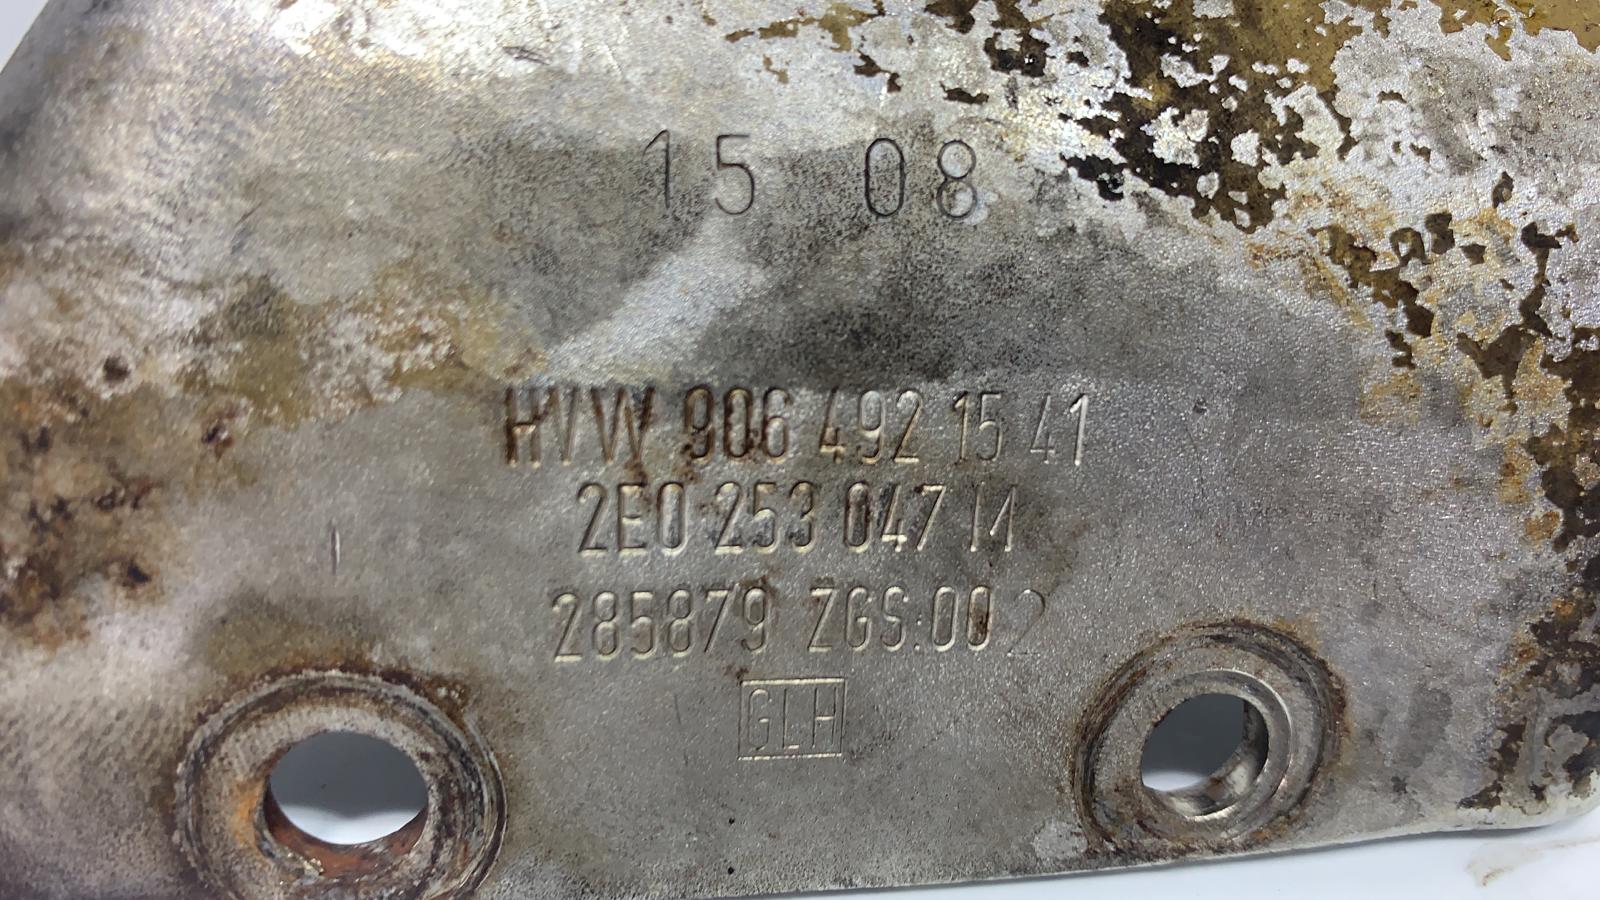 15 08
HVW 906 492 15 41
2E0 253 047 M
285879 ZGS:002
GLH